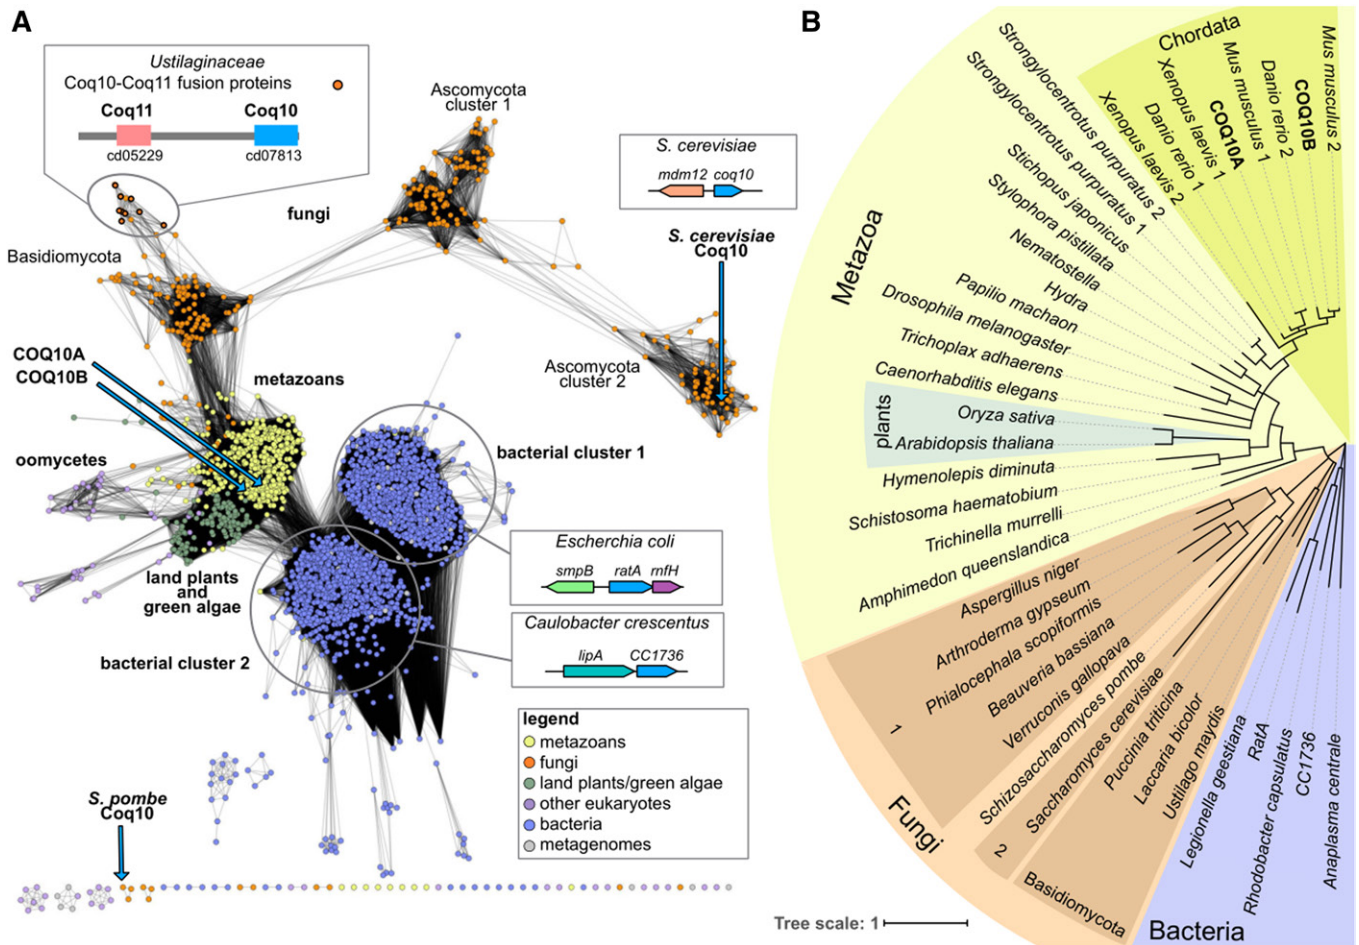 A
Ustilaginaceae
Coq10-Coq11 fusion proteins
Coq11
Coq10
cd05229
cd07813
Ascomycota
cluster 1
fungi
S. cerevisiae
mdm12
coq10
S. cerevisiae
Coq10
Basidiomycota
COQ10A
COQ10B
metazoans
Ascomycota
cluster 2
oomycetes
bacterial cluster 1
land plants
and
green algae
Escherchia coli
smpB
ratA
rnfH
Caulobacter crescentus
lipA
CC1736
bacterial cluster 2
legend
metazoans
fungi
land plants/green algae
other eukaryotes
bacteria
metagenomes
S. pombe
Coq10
B
Chordata
Mus musculus 2
COQ10B
Danio rerio 2
Mus musculus 1
COQ10A
Xenopus laevis 1
Danio rerio 1
Xenopus laevis 2
Strongylocentrotus purpuratus 2
Strongylocentrotus purpuratus 1
Stichopus japonicus
Stylophora pistillata
Nematostella
Hydra
Papilio machaon
Drosophila melanogaster
Trichoplax adhaerens
Caenorhabditis elegans
Metazoa
plants
Oryza sativa
Arabidopsis thaliana
Hymenolepis diminuta
Schistosoma haematobium
Trichinella murrelli
Amphimedon queenslandica
Aspergillus niger
Arthroderma gypseum
Phialocephala scopiformis
Beauveria bassiana
Verruconis gallopava
1
Schizosaccharomyces pombe
Saccharomyces cerevisiae
2
Puccinia triticina
Laccaria bicolor
Ustilago maydis
Basidiomycota
Fungi
Legionella geestiana
RatA
Rhodobacter capsulatus
CC1736
Anaplasma centrale
Bacteria
Tree scale: 1